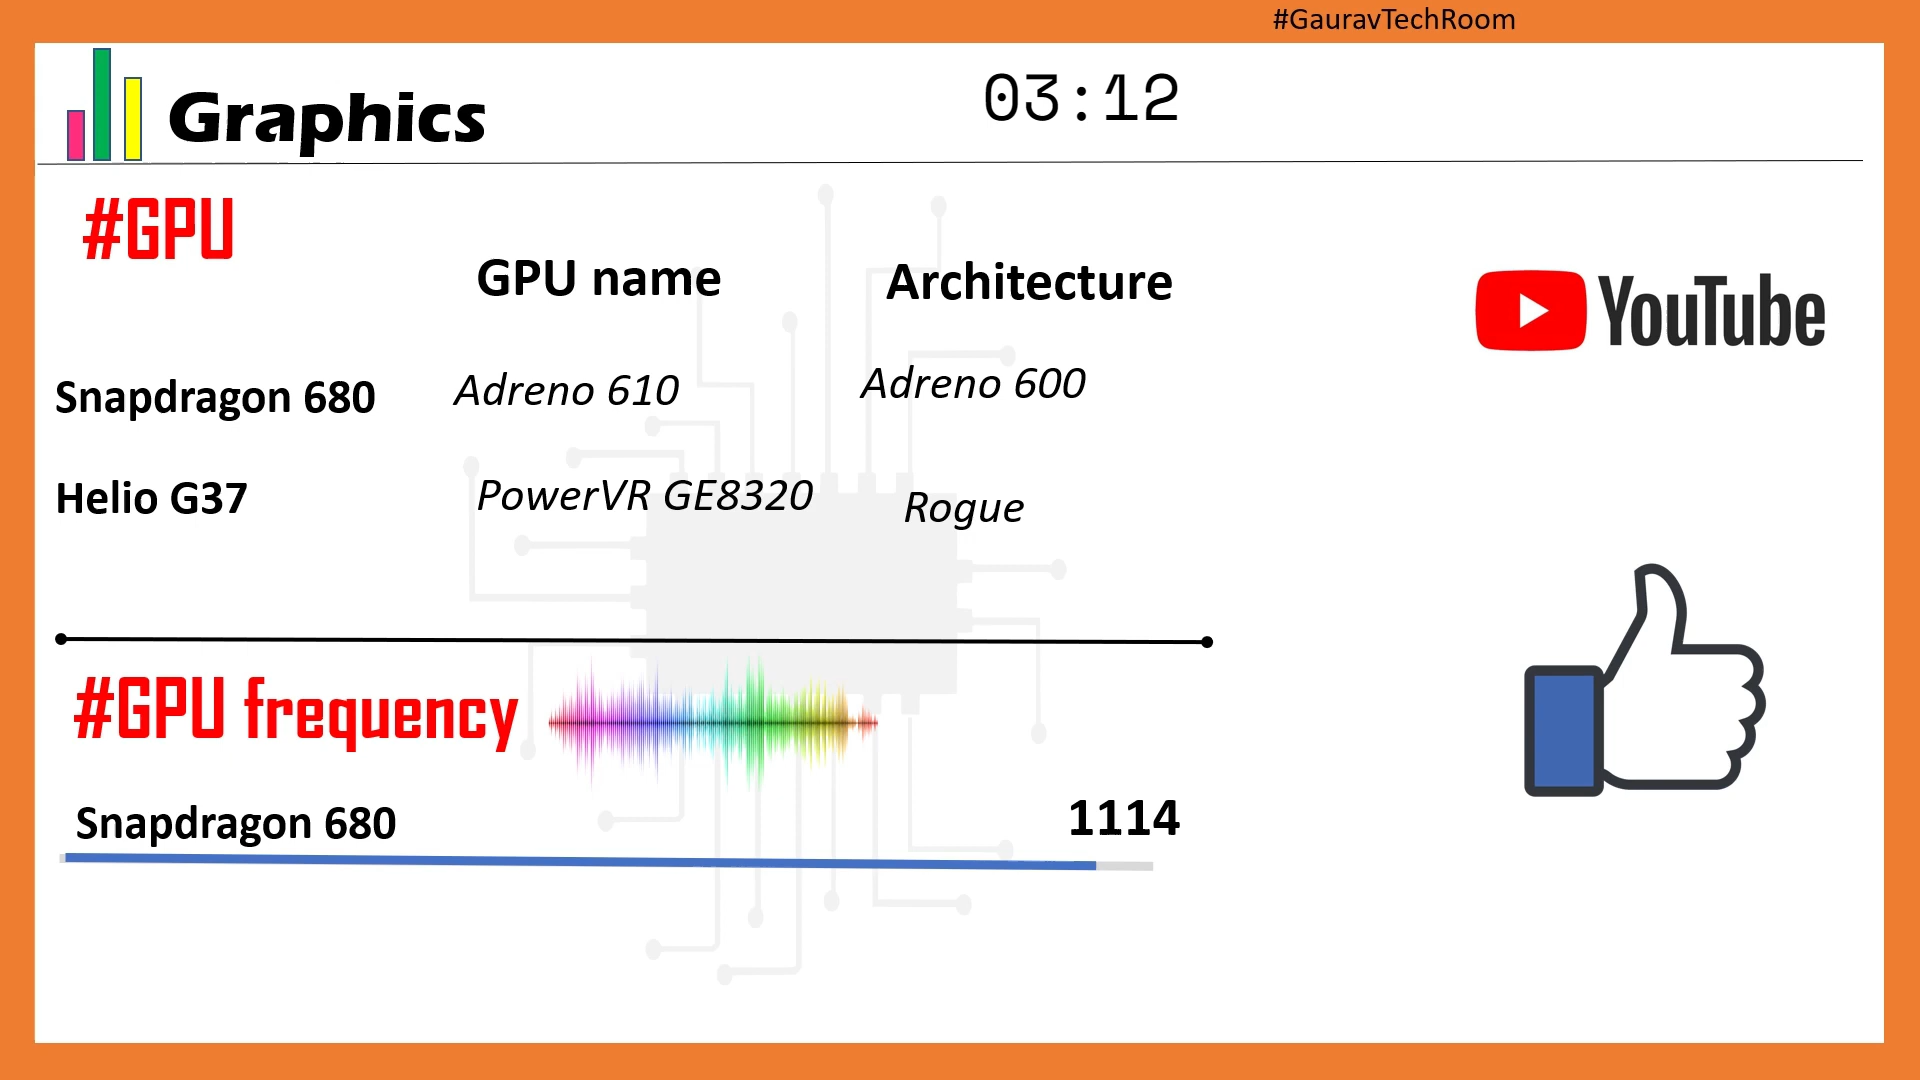 #GauravTechRoom
Graphics
03:12
#GPU
GPU name Architecture
Snapdragon 680 Adreno 610 Adreno 600
Helio G37 PowerVR GE8320 Rogue
YouTube
#GPU frequency
Snapdragon 680 1114